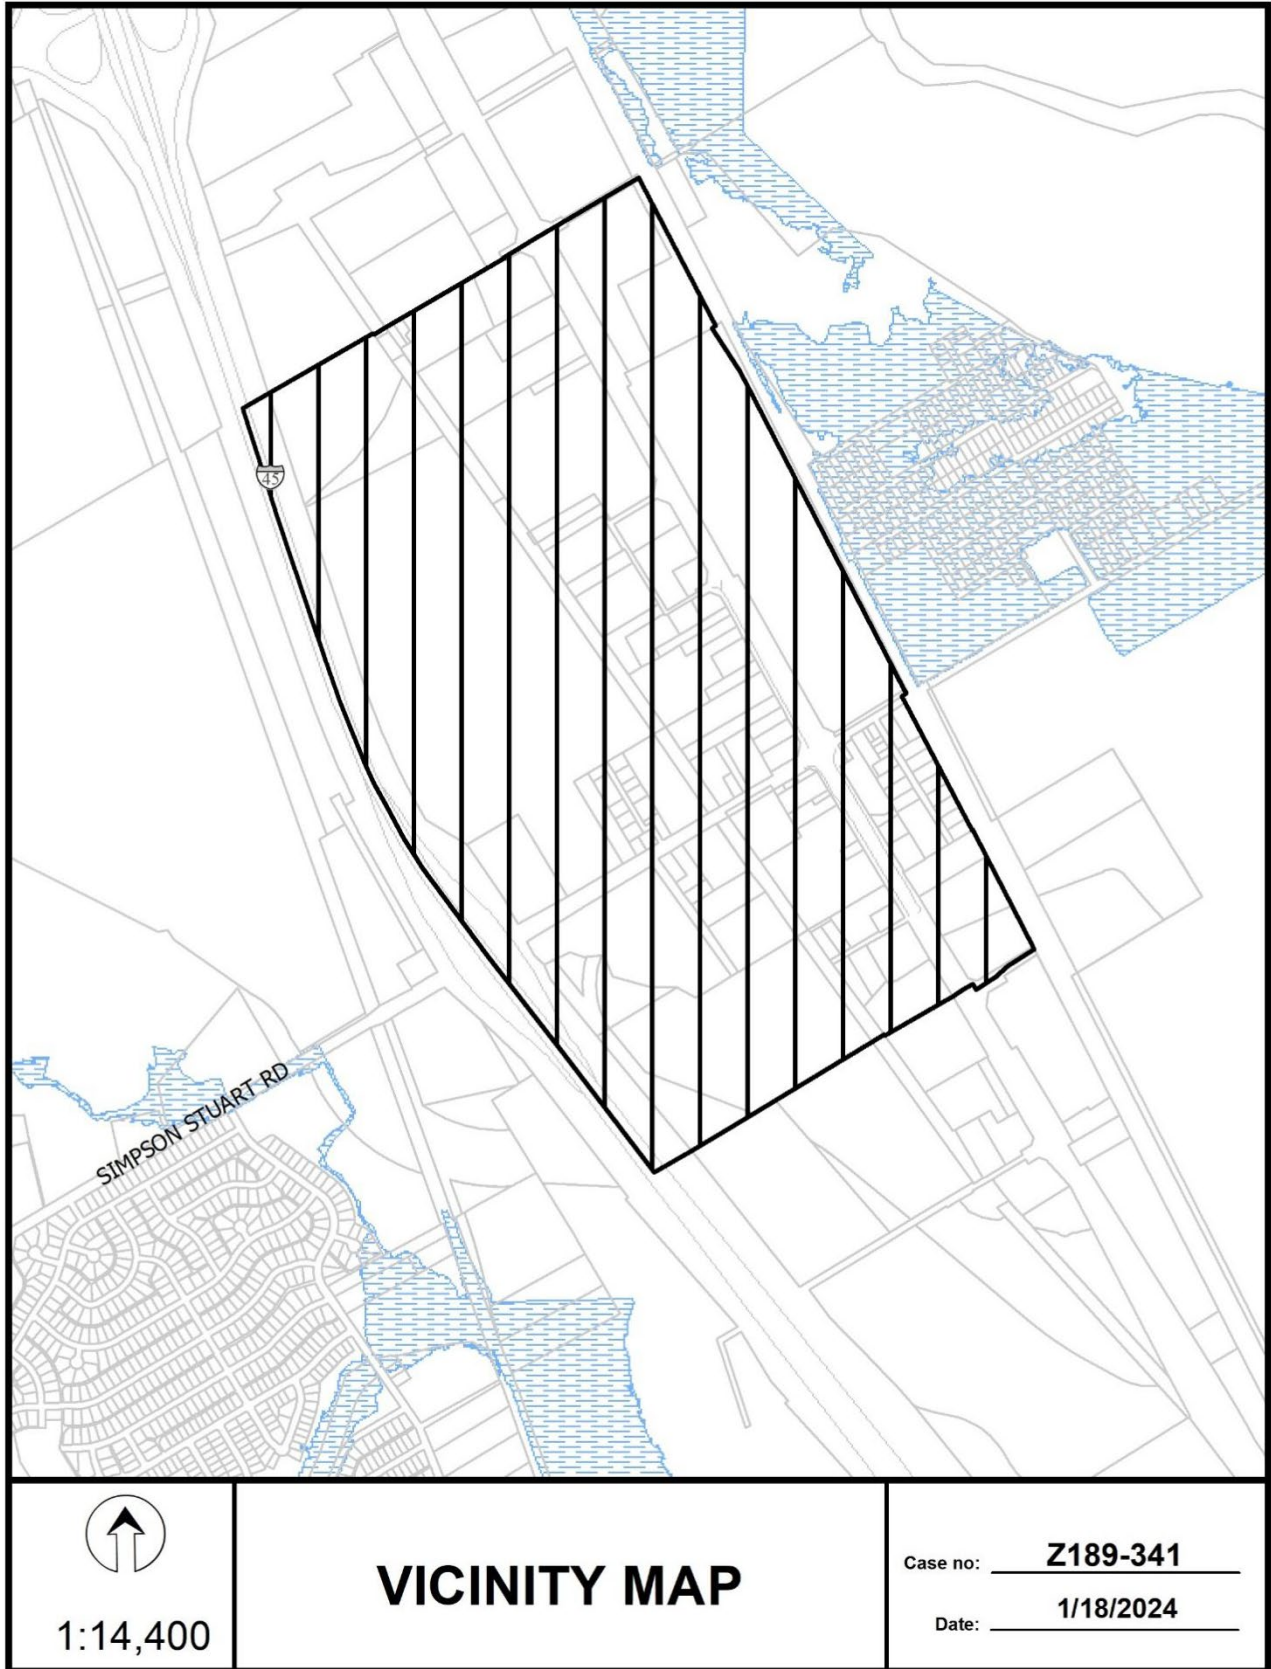 45
SIMPSON STUART RD
1:14,400
VICINITY MAP
Case no: Z189-341
Date: 1/18/2024